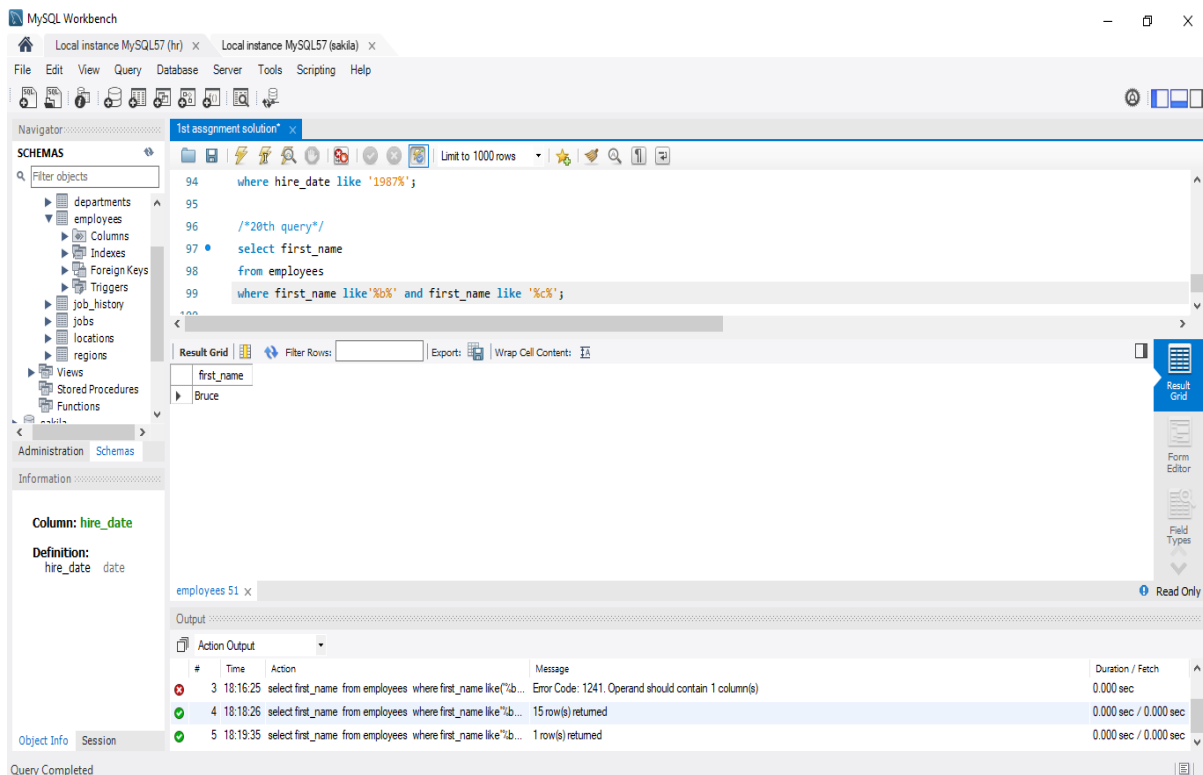 MySQL Workbench
Local instance MySQL57 (hr) × Local instance MySQL57 (sakila) ×
File Edit View Query Database Server Tools Scripting Help
Navigator
SCHEMAS
Filter objects
departments
employees
Columns
Indexes
Foreign Keys
Triggers
job_history
jobs
locations
regions
Views
Stored Procedures
Functions
Administration Schemas
Information
Column: hire_date
Definition:
hire_date date
Object Info Session
1st assgnment solution* ×
Limit to 1000 rows
94 where hire_date like '1987%';
95
96 /*20th query*/
97 select first_name
98 from employees
99 where first_name like'%b%' and first_name like '%c%';
Result Grid Filter Rows: Export: Wrap Cell Content: IA
first_name
Bruce
Result
Grid
Form
Editor
Field
Types
employees 51 × Read Only
Output
Action Output
# Time Action Message Duration / Fetch
3 18:16:25 select first_name from employees where first_name like('%b... Error Code: 1241. Operand should contain 1 column(s) 0.000 sec
4 18:18:26 select first_name from employees where first_name like'%b... 15 row(s) returned 0.000 sec / 0.000 sec
5 18:19:35 select first_name from employees where first_name like'%b... 1 row(s) returned 0.000 sec / 0.000 sec
Query Completed